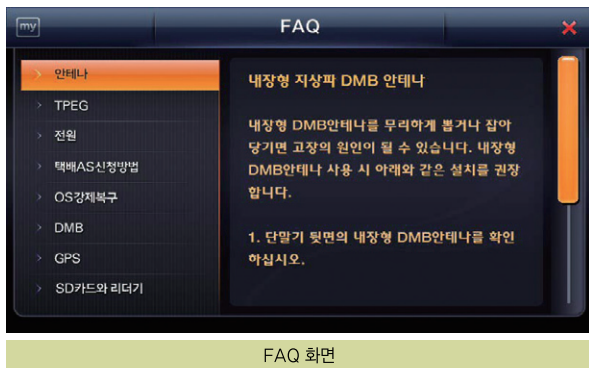 my
FAQ
안테나
TPEG
전원
택배AS신청방법
OS강제복구
DMB
GPS
SD카드와 리더기
내장형 지상파 DMB 안테나
내장형 DMB안테나를 무리하게 뽑거나 잡아
당기면 고장의 원인이 될 수 있습니다. 내장형
DMB안테나 사용 시 아래와 같은 설치를 권장
합니다.
1. 단말기 뒷면의 내장형 DMB안테나를 확인
하십시오.
FAQ 화면